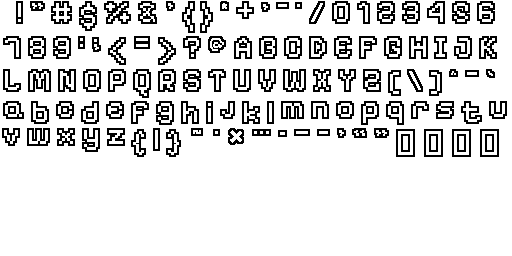 !"#$%&'()*+,-./0123456
789:;<=>?@ABCDEFGHIJK
LMNOPQRSTUVWXYZ[\]^_`
abcdefghijklmnopqrstu
vwxyz{|}